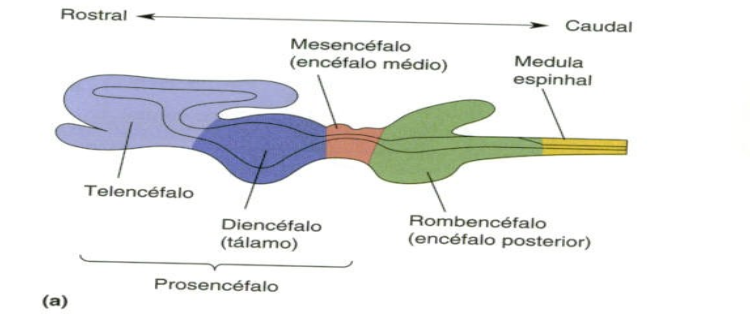 Rostral
Caudal
Mesencéfalo
(encéfalo médio)
Medula
espinhal
Telencéfalo
Diencéfalo
(tálamo)
Rombencéfalo
(encéfalo posterior)
Prosencéfalo
(a)